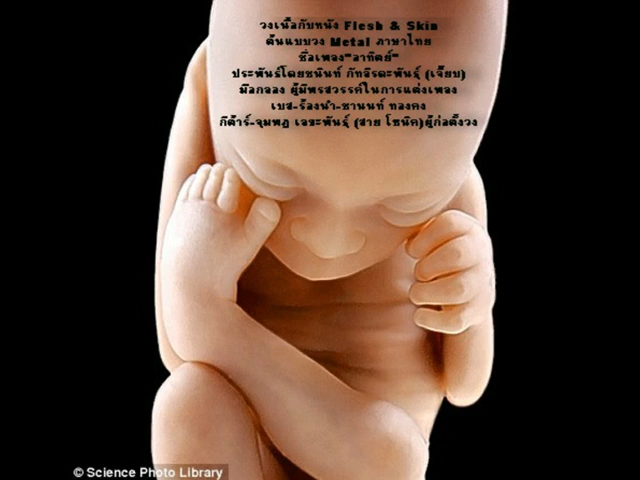 วงเนื้อกับหนัง Flesh & Skin
ต้นแบบวง Metal ภาษาไทย
ชื่อเพลง"อาทิตย์"
ประพันธ์โดยชนินท์ ภัทจิรตะพันธุ์ (เจี๊ยบ)
มือกลอง ผู้มีพรสวรรค์ในการแต่งเพลง
เบส-ร้องนำ-ชานนท์ ทองคง
กีต้าร์-จุมพฏ เอขะพันธุ์ (สาย โซนิค)ผู้ก่อตั้งวง
© Science Photo Library